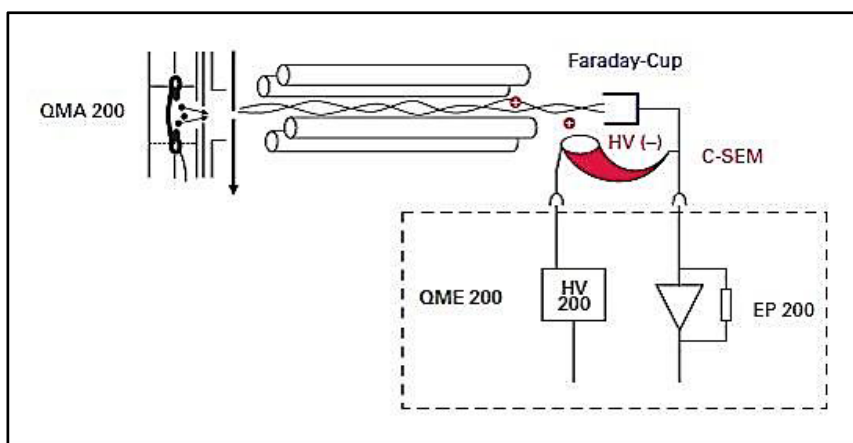 Faraday-Cup
QMA 200
+
+
HV (–)
C-SEM
QME 200
HV
200
EP 200